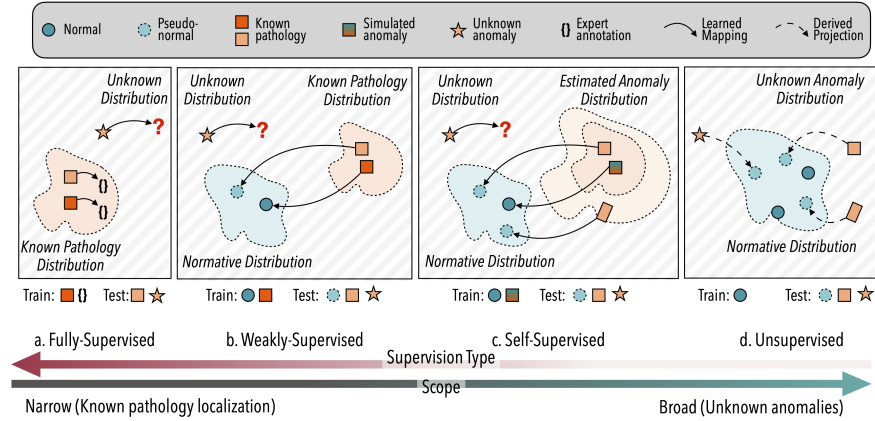 Normal
Pseudo-
normal
Known
pathology
Simulated
anomaly
Unknown
anomaly
{} Expert
annotation
Learned
Mapping
Derived
Projection
Unknown
Distribution
?
{}
{}
Known Pathology
Distribution
Train: {} Test:
a. Fully-Supervised
Unknown
Distribution
?
Known Pathology
Distribution
Normative Distribution
Train: Test:
b. Weakly-Supervised
Unknown
Distribution
?
Estimated Anomaly
Distribution
Normative Distribution
Train: Test:
c. Self-Supervised
Unknown Anomaly
Distribution
Normative Distribution
Train: Test:
d. Unsupervised
Supervision Type
Scope
Narrow (Known pathology localization)
Broad (Unknown anomalies)